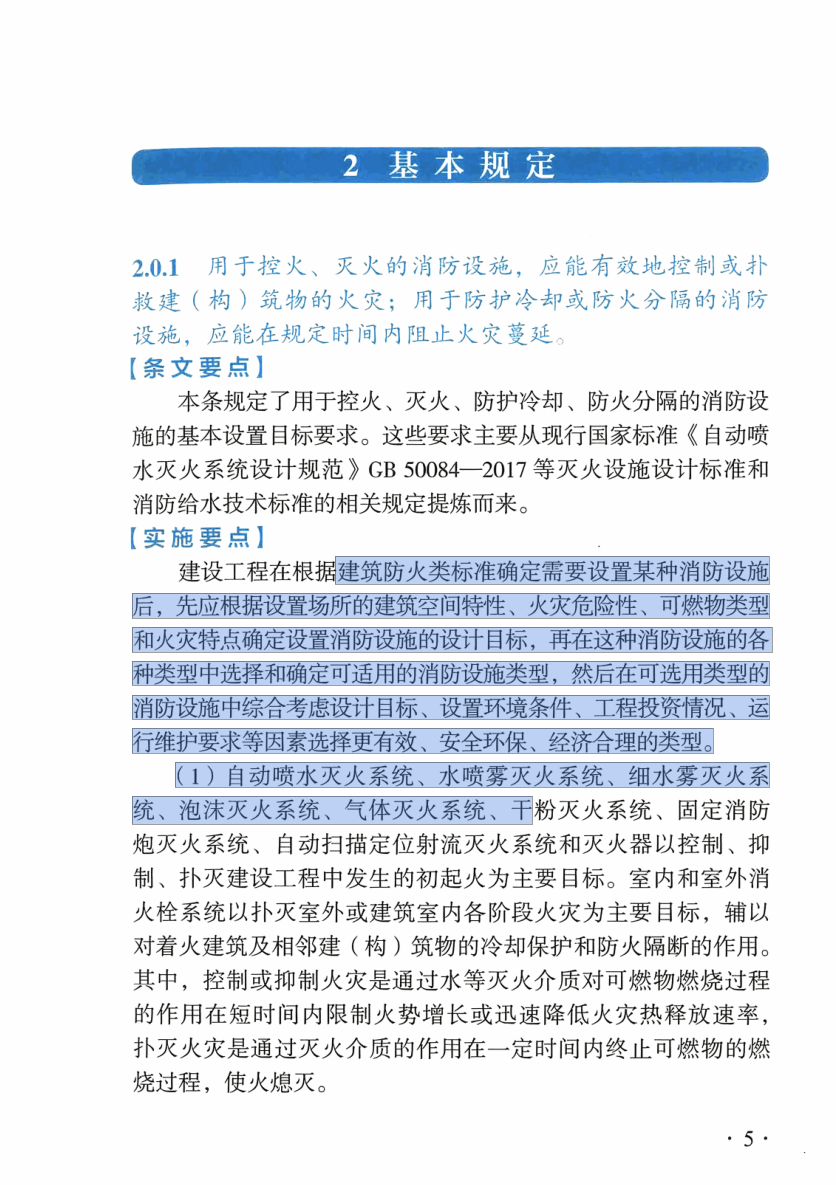 2 基本规定
2.0.1 用于控火、灭火的消防设施，应能有效地控制或扑
救建（构）筑物的火灾；用于防护冷却或防火分隔的消防
设施，应能在规定时间内阻止火灾蔓延。
【条文要点】
本条规定了用于控火、灭火、防护冷却、防火分隔的消防设
施的基本设置目标要求。这些要求主要从现行国家标准《自动喷
水灭火系统设计规范》GB 50084—2017 等灭火设施设计标准和
消防给水技术标准的相关规定提炼而来。
【实施要点】
建设工程在根据建筑防火类标准确定需要设置某种消防设施
后，先应根据设置场所的建筑空间特性、火灾危险性、可燃物类型
和火灾特点确定设置消防设施的设计目标，再在这种消防设施的各
种类型中选择和确定可适用的消防设施类型，然后在可选用类型的
消防设施中综合考虑设计目标、设置环境条件、工程投资情况、运
行维护要求等因素选择更有效、安全环保、经济合理的类型。
（1）自动喷水灭火系统、水喷雾灭火系统、细水雾灭火系
统、泡沫灭火系统、气体灭火系统、干粉灭火系统、固定消防
炮灭火系统、自动扫描定位射流灭火系统和灭火器以控制、抑
制、扑灭建设工程中发生的初起火为主要目标。室内和室外消
火栓系统以扑灭室外或建筑室内各阶段火灾为主要目标，辅以
对着火建筑及相邻建（构）筑物的冷却保护和防火隔断的作用。
其中，控制或抑制火灾是通过水等灭火介质对可燃物燃烧过程
的作用在短时间内限制火势增长或迅速降低火灾热释放速率，
扑灭火灾是通过灭火介质的作用在一定时间内终止可燃物的燃
烧过程，使火熄灭。
· 5 ·